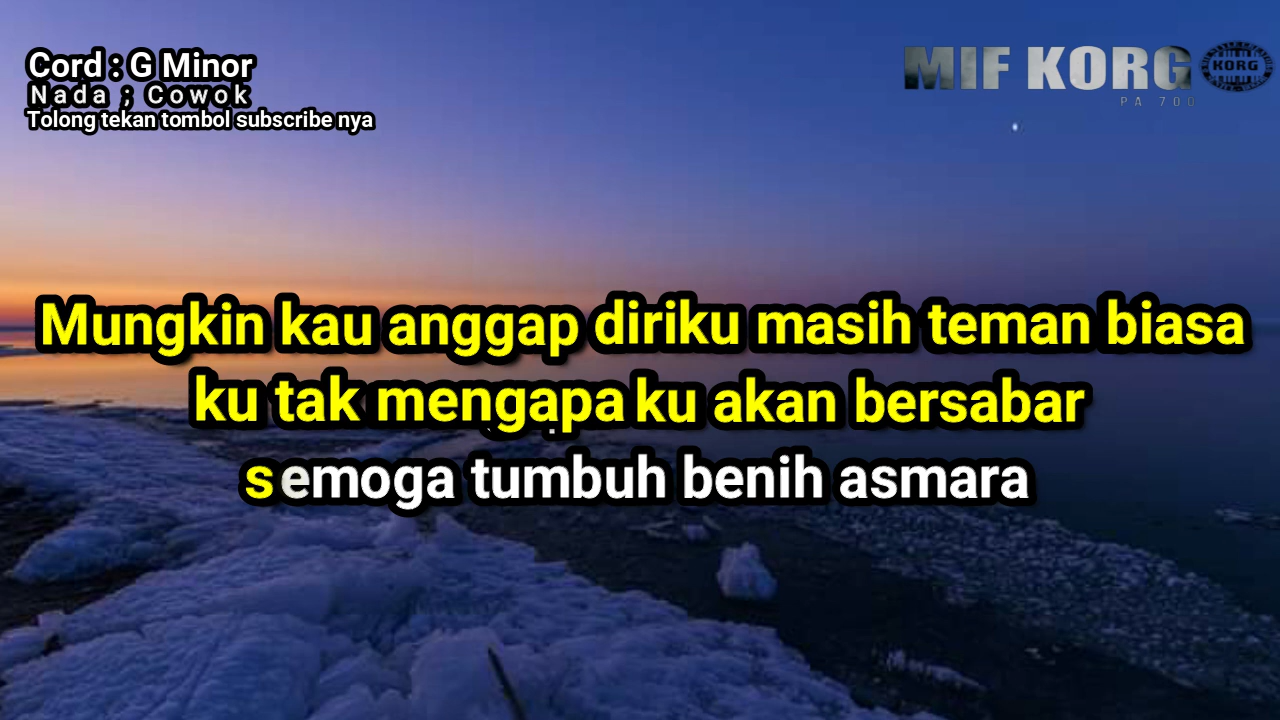 Cord : G Minor
Nada ; Cowok
Tolong tekan tombol subscribe nya
MIF KORG
KORG
PA 700
Mungkin kau anggap diriku masih teman biasa
ku tak mengapa ku akan bersabar
semoga tumbuh benih asmara